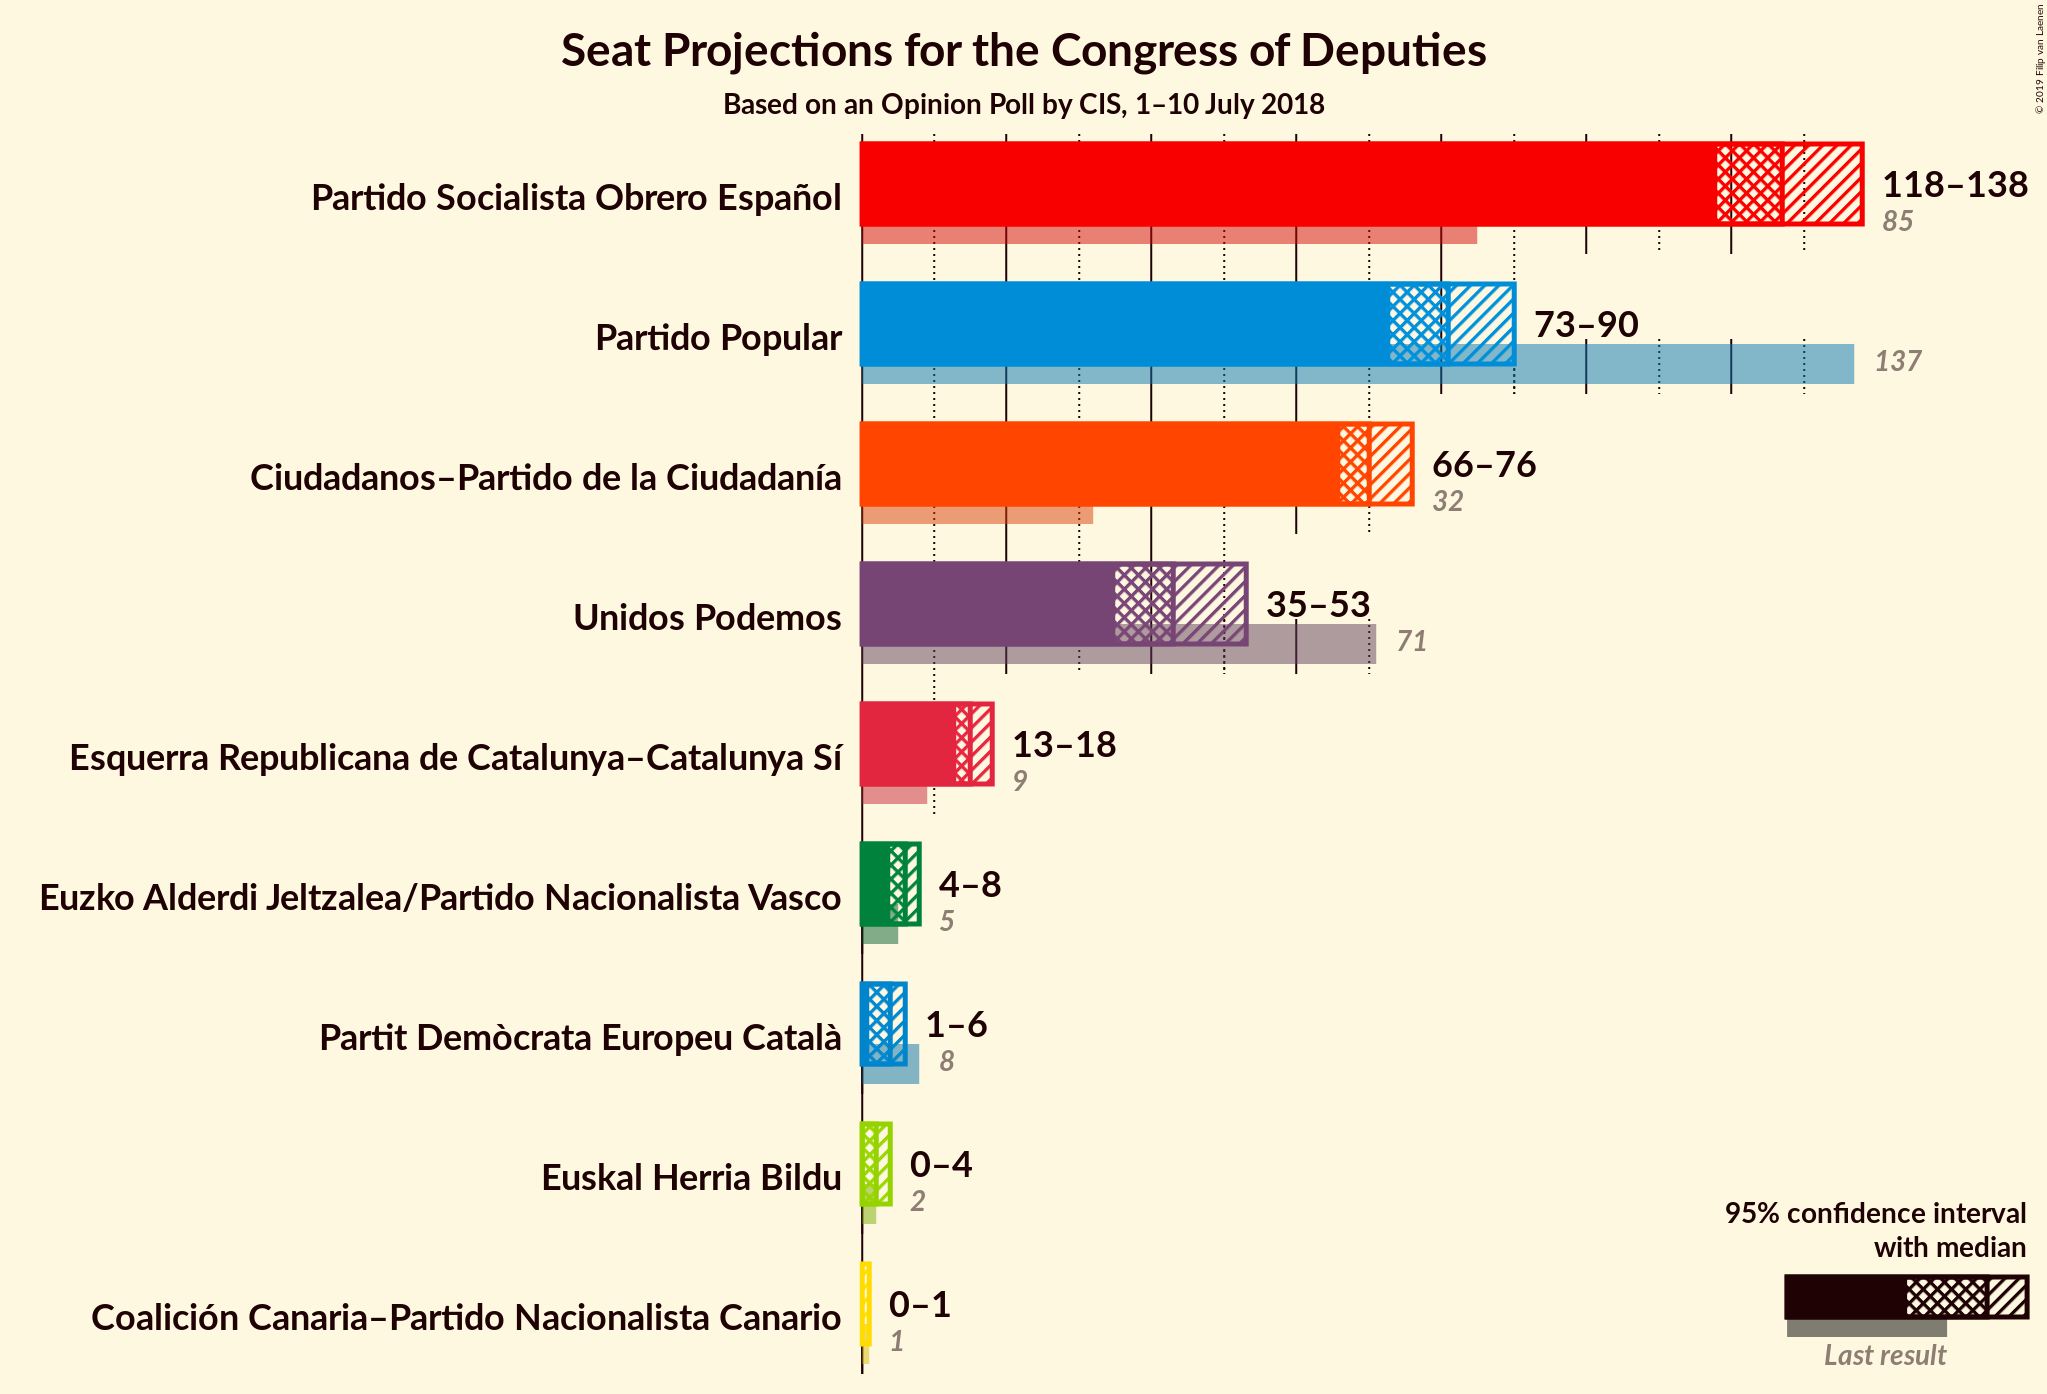 Seat Projections for the Congress of Deputies
Based on an Opinion Poll by CIS, 1–10 July 2018
© 2019 Filip van Laenen
Partido Socialista Obrero Español
118–138
85
Partido Popular
73–90
137
Ciudadanos–Partido de la Ciudadanía
66–76
32
Unidos Podemos
35–53
71
Esquerra Republicana de Catalunya–Catalunya Sí
13–18
9
Euzko Alderdi Jeltzalea/Partido Nacionalista Vasco
4–8
5
Partit Demòcrata Europeu Català
1–6
8
Euskal Herria Bildu
0–4
2
Coalición Canaria–Partido Nacionalista Canario
0–1
1
95% confidence interval
with median
Last result